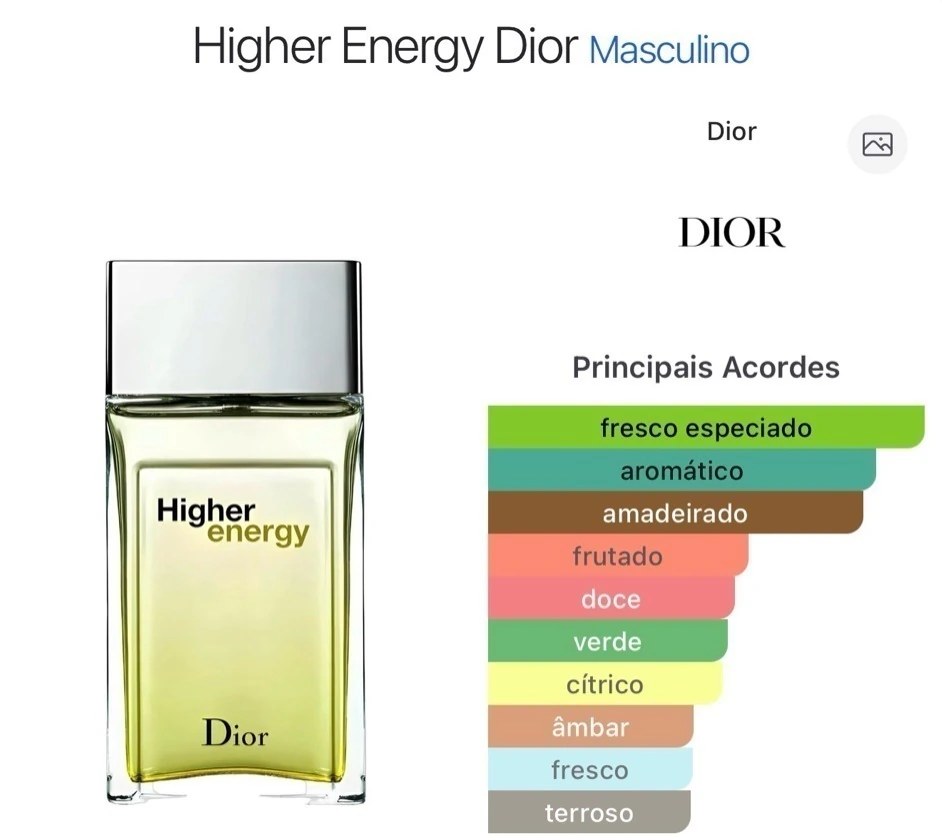 Higher Energy Dior Masculino
Dior
DIOR
Higher
energy
Dior
Principais Acordes
fresco especiado
aromático
amadeirado
frutado
doce
verde
cítrico
âmbar
fresco
terroso